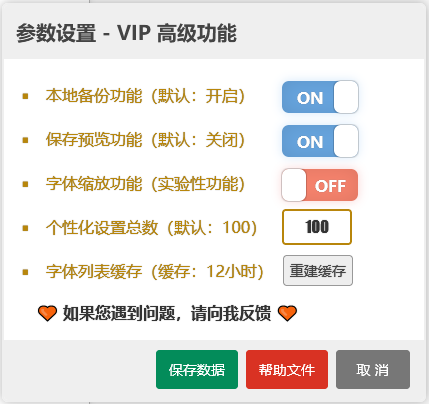 参数设置 - VIP 高级功能
本地备份功能（默认：开启） ON
保存预览功能（默认：关闭） ON
字体缩放功能（实验性功能） OFF
个性化设置总数（默认：100） 100
字体列表缓存（缓存：12小时） 重建缓存
🧡 如果您遇到问题，请向我反馈 🧡
保存数据 帮助文件 取 消